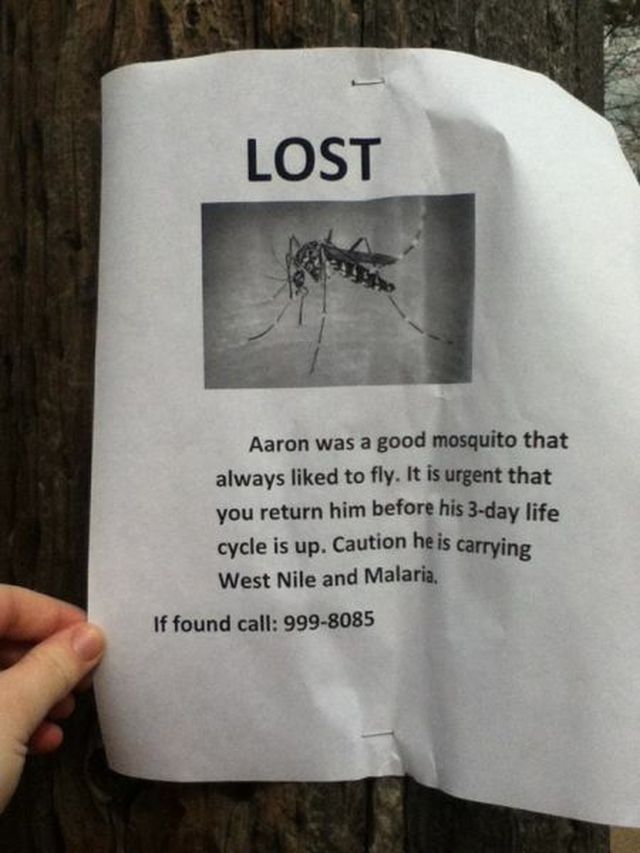 LOST
Aaron was a good mosquito that
always liked to fly. It is urgent that
you return him before his 3-day life
cycle is up. Caution he is carrying
West Nile and Malaria.
If found call: 999-8085